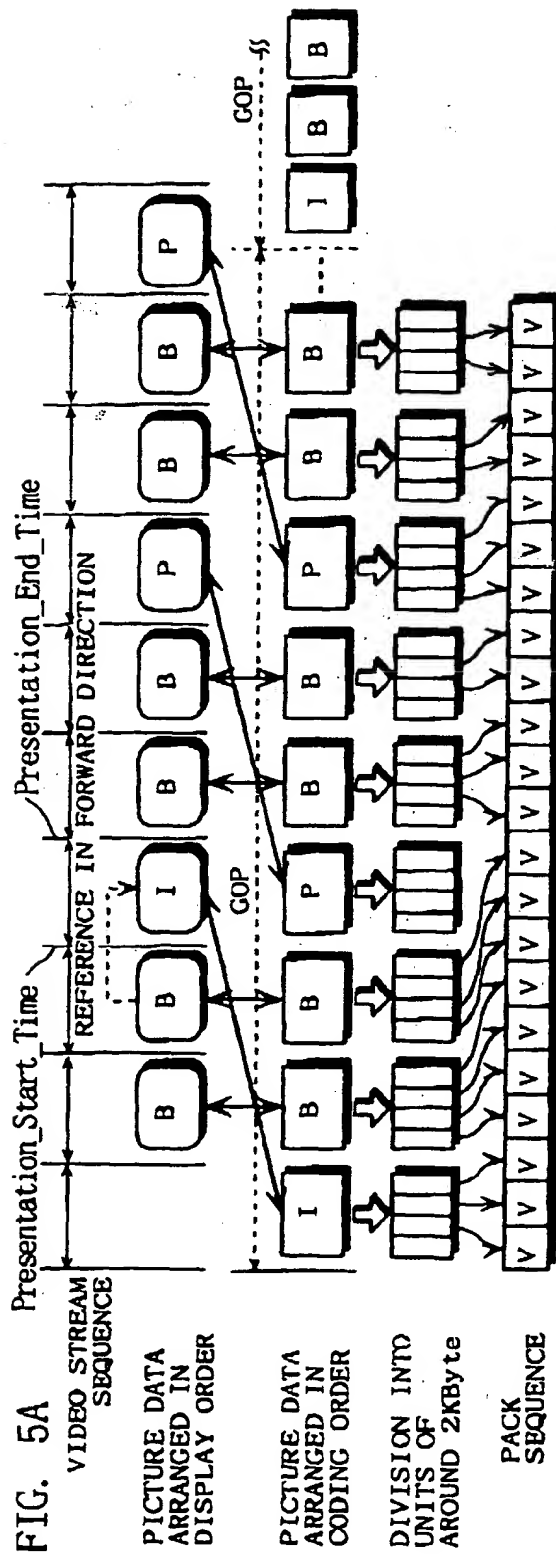 FIG. 5A
Presentation_Start_Time
Presentation_End_Time
VIDEO STREAM
SEQUENCE
REFERENCE IN FORWARD DIRECTION
PICTURE DATA
ARRANGED IN
DISPLAY ORDER
B B I B B P B B P
GOP GOP
PICTURE DATA
ARRANGED IN
CODING ORDER
I B B P B B P B B I B B
DIVISION INTO
UNITS OF
AROUND 2KByte
PACK
SEQUENCE
V V V V V V V V V V V V V V V V V V V V